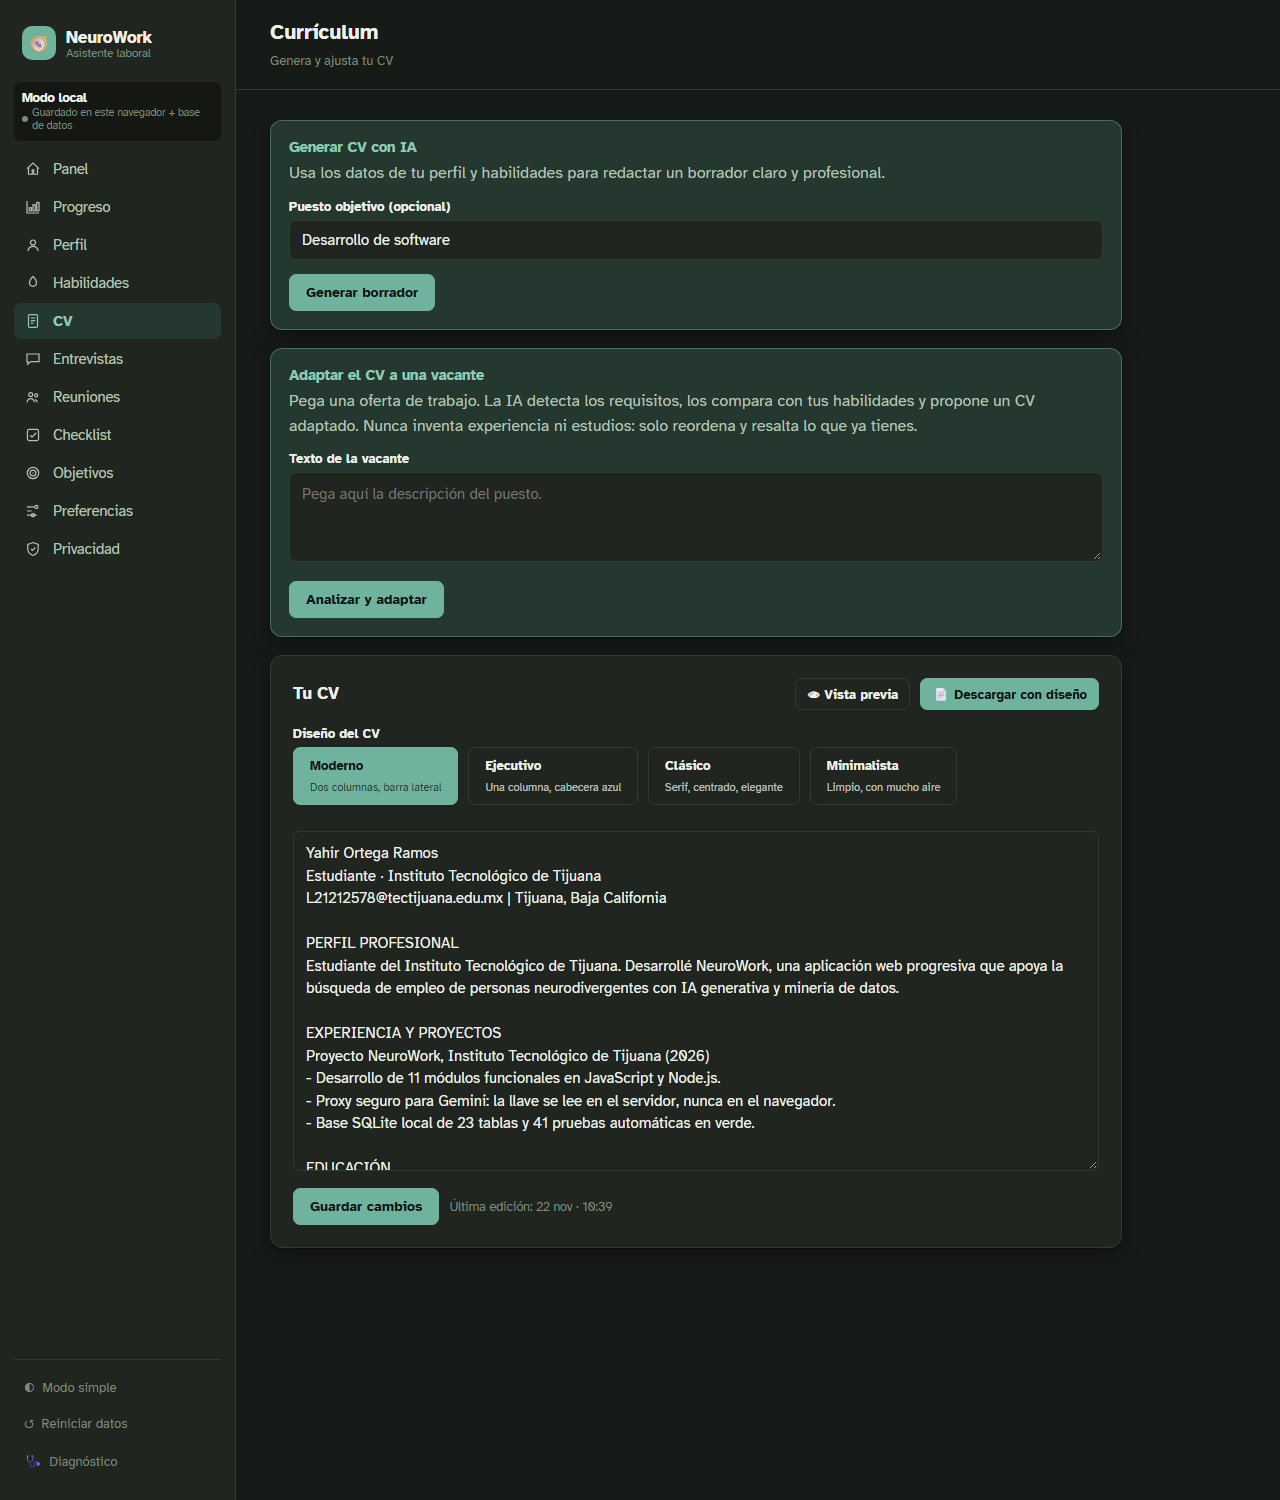 NeuroWork
Asistente laboral
Modo local
Guardado en este navegador + base
de datos
Panel
Progreso
Perfil
Habilidades
CV
Entrevistas
Reuniones
Checklist
Objetivos
Preferencias
Privacidad
Modo simple
Reiniciar datos
Diagnóstico
Currículum
Genera y ajusta tu CV
Generar CV con IA
Usa los datos de tu perfil y habilidades para redactar un borrador claro y profesional.
Puesto objetivo (opcional)
Desarrollo de software
Generar borrador
Adaptar el CV a una vacante
Pega una oferta de trabajo. La IA detecta los requisitos, los compara con tus habilidades y propone un CV
adaptado. Nunca inventa experiencia ni estudios: solo reordena y resalta lo que ya tienes.
Texto de la vacante
Pega aquí la descripción del puesto.
Analizar y adaptar
Tu CV
Vista previa
Descargar con diseño
Diseño del CV
Moderno
Dos columnas, barra lateral
Ejecutivo
Una columna, cabecera azul
Clásico
Serif, centrado, elegante
Minimalista
Limpio, con mucho aire
Yahir Ortega Ramos
Estudiante · Instituto Tecnológico de Tijuana
L21212578@tectijuana.edu.mx | Tijuana, Baja California
PERFIL PROFESIONAL
Estudiante del Instituto Tecnológico de Tijuana. Desarrollé NeuroWork, una aplicación web progresiva que apoya la
búsqueda de empleo de personas neurodivergentes con IA generativa y minería de datos.
EXPERIENCIA Y PROYECTOS
Proyecto NeuroWork, Instituto Tecnológico de Tijuana (2026)
- Desarrollo de 11 módulos funcionales en JavaScript y Node.js.
- Proxy seguro para Gemini: la llave se lee en el servidor, nunca en el navegador.
- Base SQLite local de 23 tablas y 41 pruebas automáticas en verde.
EDUCACIÓN
Guardar cambios
Última edición: 22 nov · 10:39